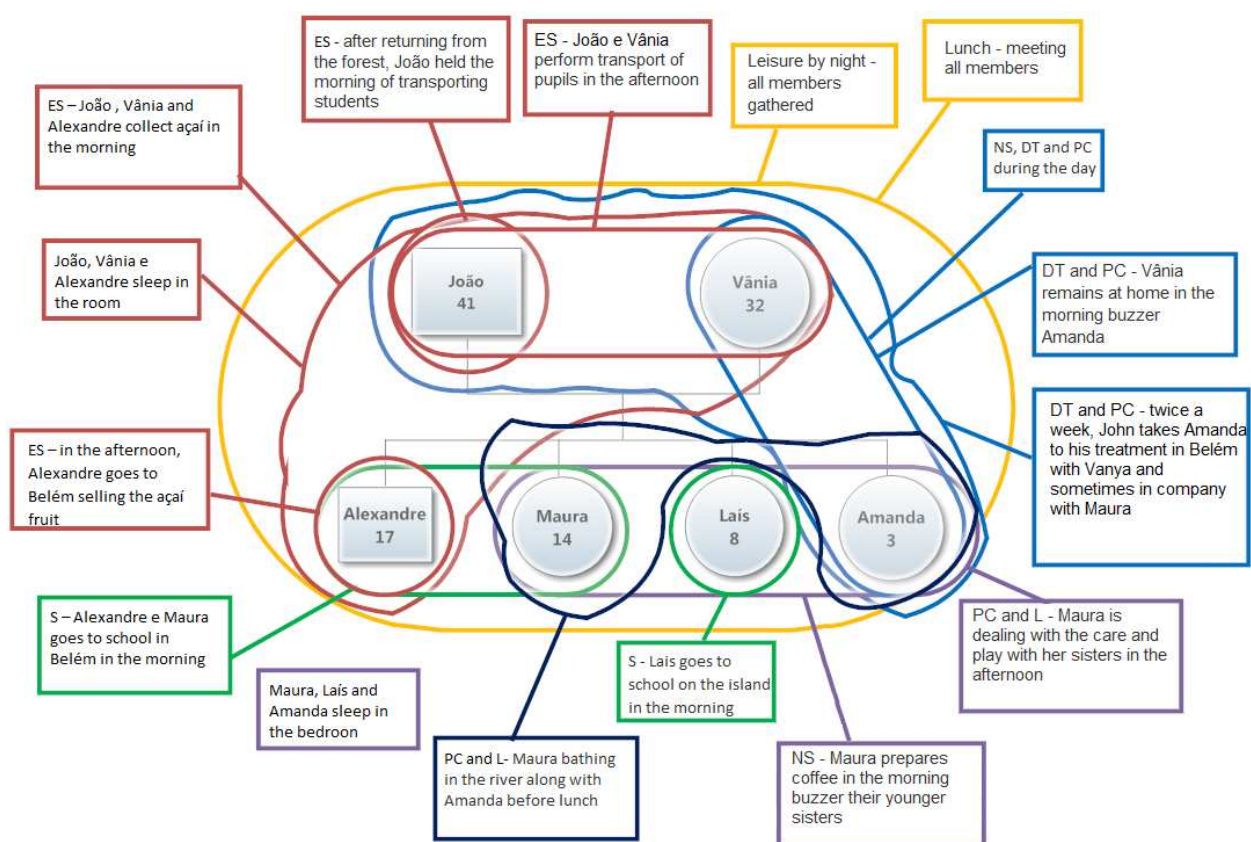 ES - after returning from
the forest, João held the
morning of transporting
students
ES - João e Vânia
perform transport of
pupils in the afternoon
Leisure by night -
all members
gathered
Lunch - meeting
all members
ES – João , Vânia and
Alexandre collect açaí in
the morning
NS, DT and PC
during the day
João, Vânia e
Alexandre sleep in
the room
João
41
Vânia
32
DT and PC - Vânia
remains at home in the
morning buzzer
Amanda
DT and PC - twice a
week, John takes Amanda
to his treatment in Belém
with Vanya and
sometimes in company
with Maura
ES – in the afternoon,
Alexandre goes to
Belém selling the açaí
fruit
Alexandre
17
Maura
14
Laís
8
Amanda
3
S – Alexandre e Maura
goes to school in
Belém in the morning
Maura, Laís and
Amanda sleep in
the bedroon
PC and L- Maura bathing
in the river along with
Amanda before lunch
S - Lais goes to
school on the island
in the morning
NS - Maura prepares
coffee in the morning
buzzer their younger
sisters
PC and L - Maura is
dealing with the care and
play with her sisters in the
afternoon